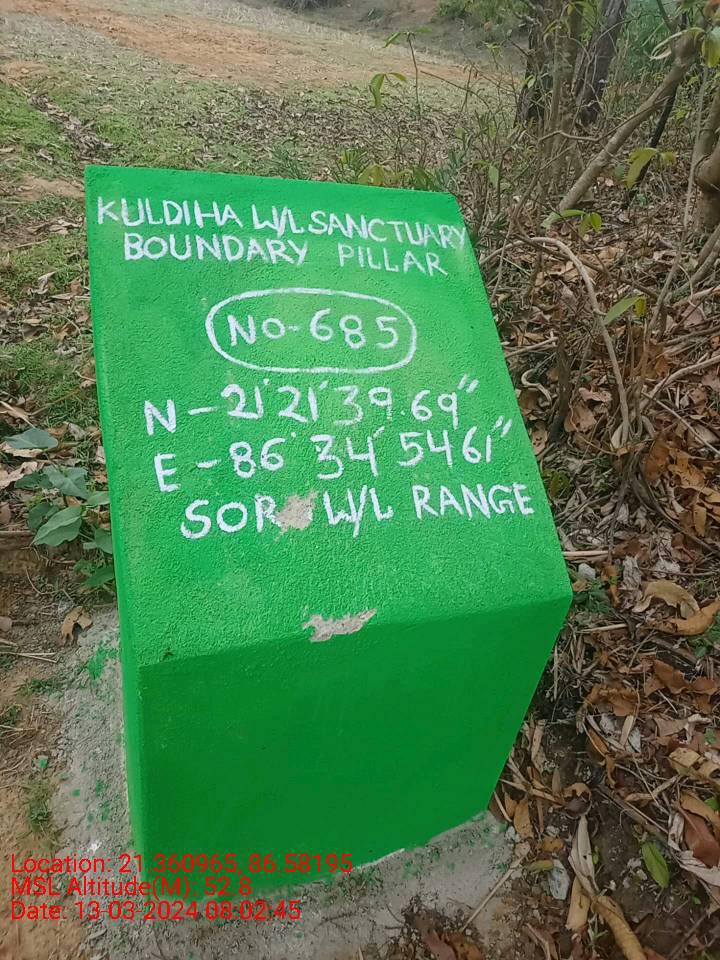 KULDIHA W/L SANCTUARY
BOUNDARY PILLAR
NO-685
N-21°21'39.69"
E-86°34'54.61"
W/L RANGE
Location: 21.360965, 86.58195
MSL Altitude(M): 52.8
Date: 13-03-2024 08:02:45